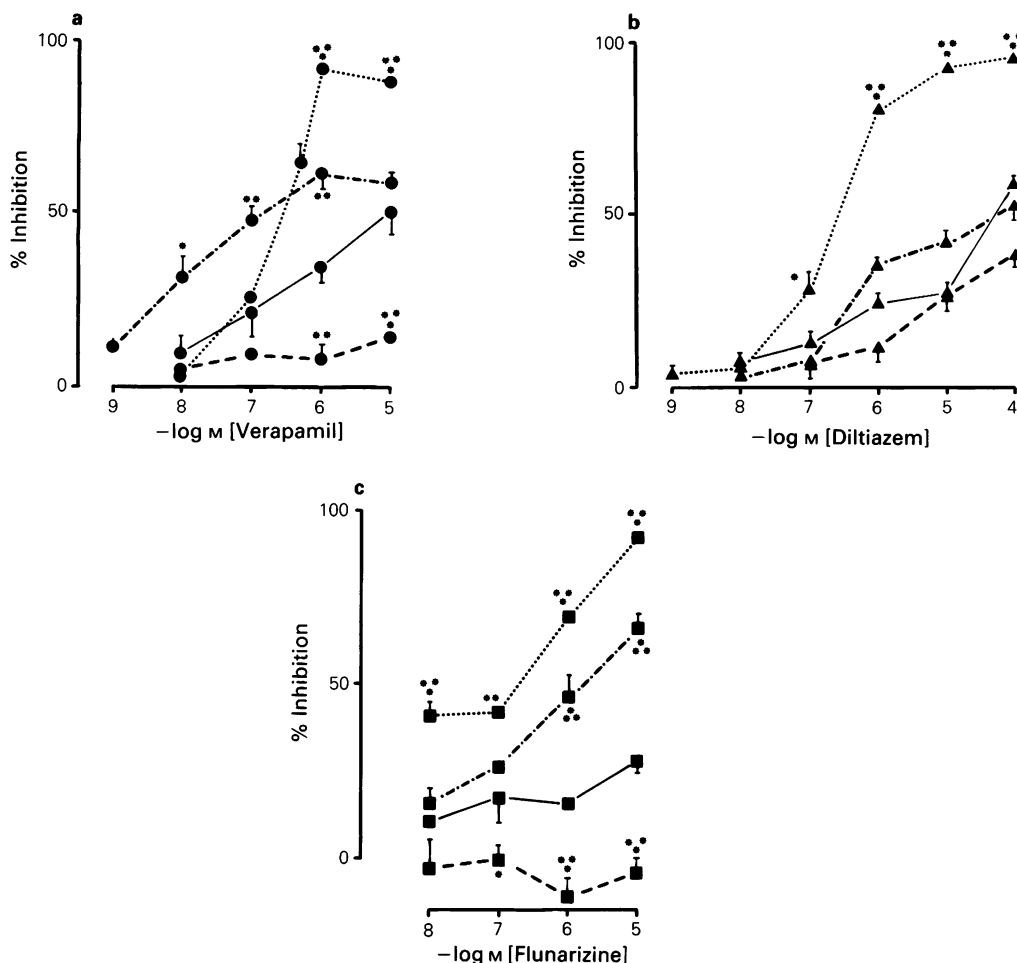 a
100
50
0
% Inhibition
9 8 7 6 5
−log M [Verapamil]
b
100
50
0
% Inhibition
9 8 7 6 5 4
−log M [Diltiazem]
c
100
50
0
% Inhibition
8 7 6 5
−log M [Flunarizine]